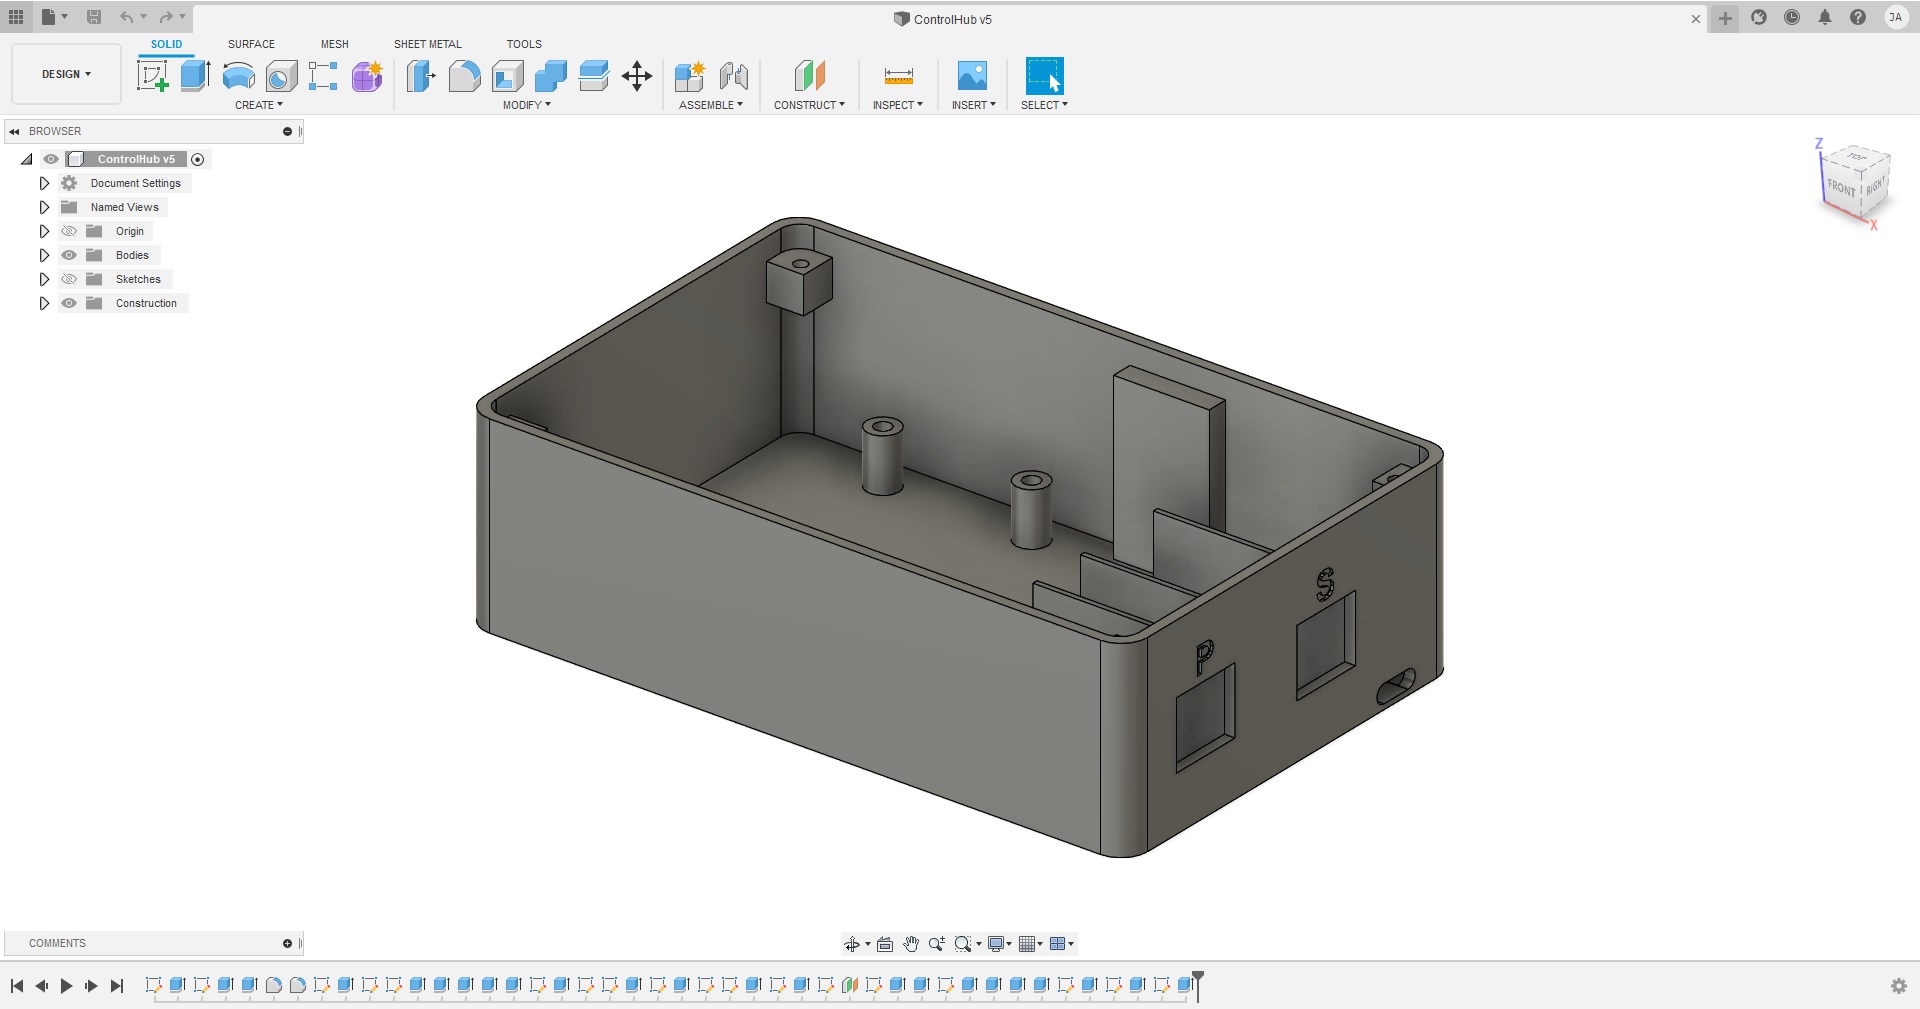 ControlHub v5
JA
DESIGN
SOLID
SURFACE
MESH
SHEET METAL
TOOLS
CREATE
MODIFY
ASSEMBLE
CONSTRUCT
INSPECT
INSERT
SELECT
BROWSER
ControlHub v5
Document Settings
Named Views
Origin
Bodies
Sketches
Construction
Z
TOP
FRONT
RIGHT
X
S
P
COMMENTS